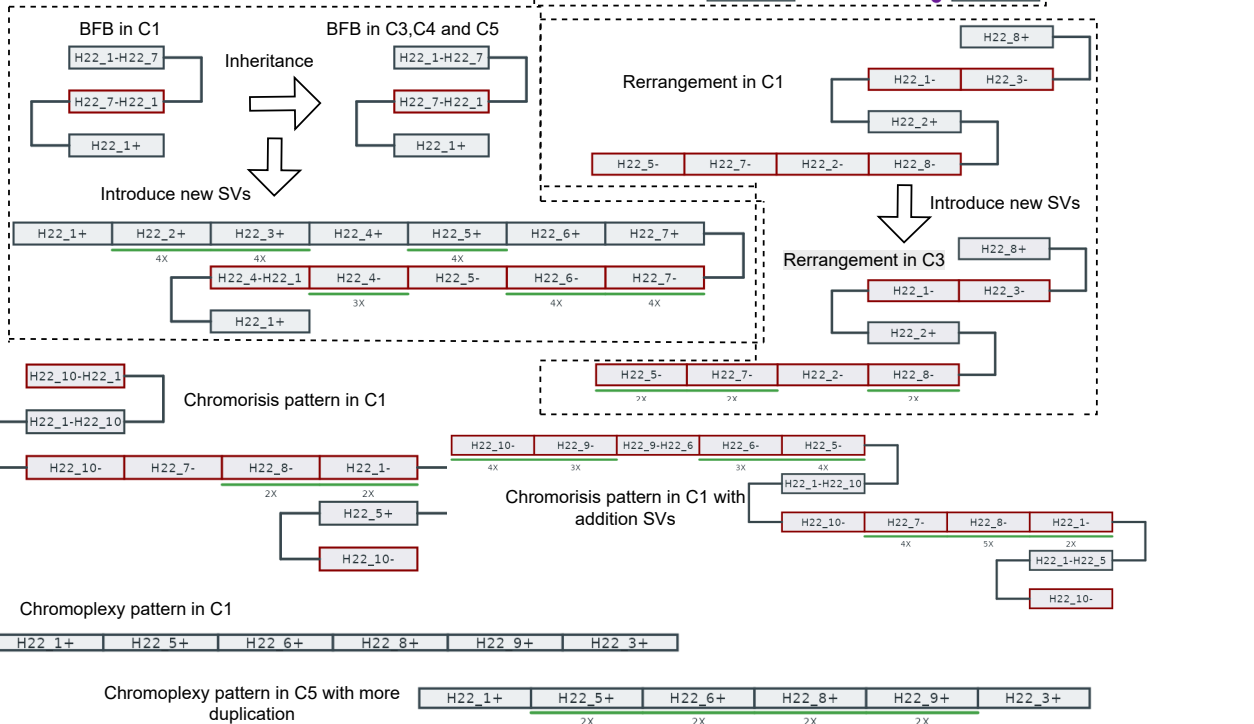 BFB in C1
H22_1-H22_7
H22_7-H22_1
H22_1+
Inheritance
BFB in C3,C4 and C5
H22_1-H22_7
H22_7-H22_1
H22_1+
Introduce new SVs
H22_1+ H22_2+ H22_3+ H22_4+ H22_5+ H22_6+ H22_7+
4X 4X 4X
H22_4-H22_1 H22_4- H22_5- H22_6- H22_7-
3X 4X 4X
H22_1+
Rerrangement in C1
H22_8+
H22_1- H22_3-
H22_2+
H22_5- H22_7- H22_2- H22_8-
Introduce new SVs
Rerrangement in C3
H22_8+
H22_1- H22_3-
H22_2+
H22_5- H22_7- H22_2- H22_8-
2X 2X 2X
Chromorisis pattern in C1
H22_10-H22_1
H22_1-H22_10
H22_10- H22_7- H22_8- H22_1-
2X 2X
H22_5+
H22_10-
Chromorisis pattern in C1 with
addition SVs
H22_10- H22_9- H22_9-H22_6 H22_6- H22_5-
4X 3X 3X 4X
H22_1-H22_10
H22_10- H22_7- H22_8- H22_1-
4X 5X 2X
H22_1-H22_5
H22_10-
Chromoplexy pattern in C1
H22_1+ H22_5+ H22_6+ H22_8+ H22_9+ H22_3+
Chromoplexy pattern in C5 with more
duplication
H22_1+ H22_5+ H22_6+ H22_8+ H22_9+ H22_3+
2X 2X 2X 2X